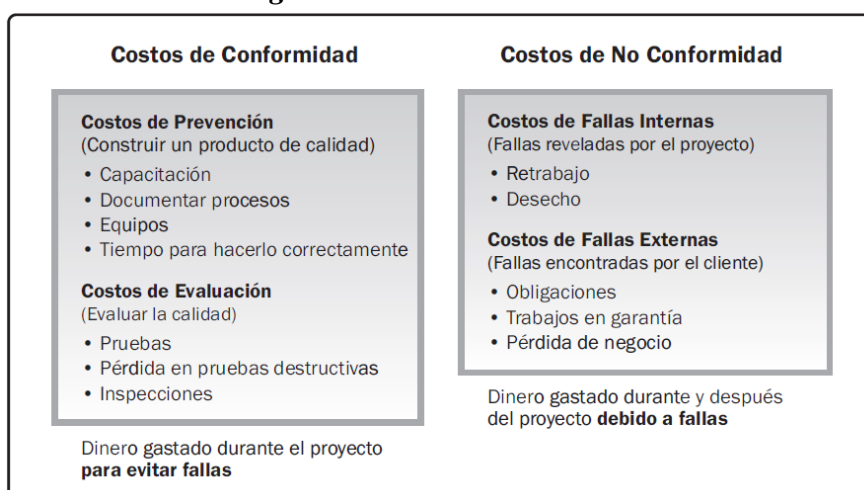 Costos de Conformidad
Costos de Prevención
(Construir un producto de calidad)
• Capacitación
• Documentar procesos
• Equipos
• Tiempo para hacerlo correctamente
Costos de Evaluación
(Evaluar la calidad)
• Pruebas
• Pérdida en pruebas destructivas
• Inspecciones
Dinero gastado durante el proyecto
para evitar fallas
Costos de No Conformidad
Costos de Fallas Internas
(Fallas reveladas por el proyecto)
• Retrabajo
• Desecho
Costos de Fallas Externas
(Fallas encontradas por el cliente)
• Obligaciones
• Trabajos en garantía
• Pérdida de negocio
Dinero gastado durante y después
del proyecto debido a fallas